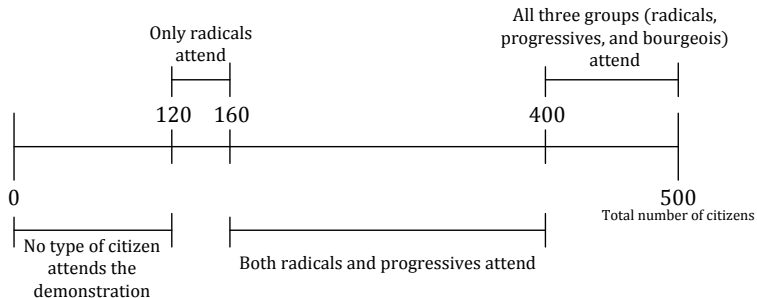 Only radicals
attend
All three groups (radicals,
progressives, and bourgeois)
attend
120
160
400
0
500
Total number of citizens
No type of citizen
attends the
demonstration
Both radicals and progressives attend